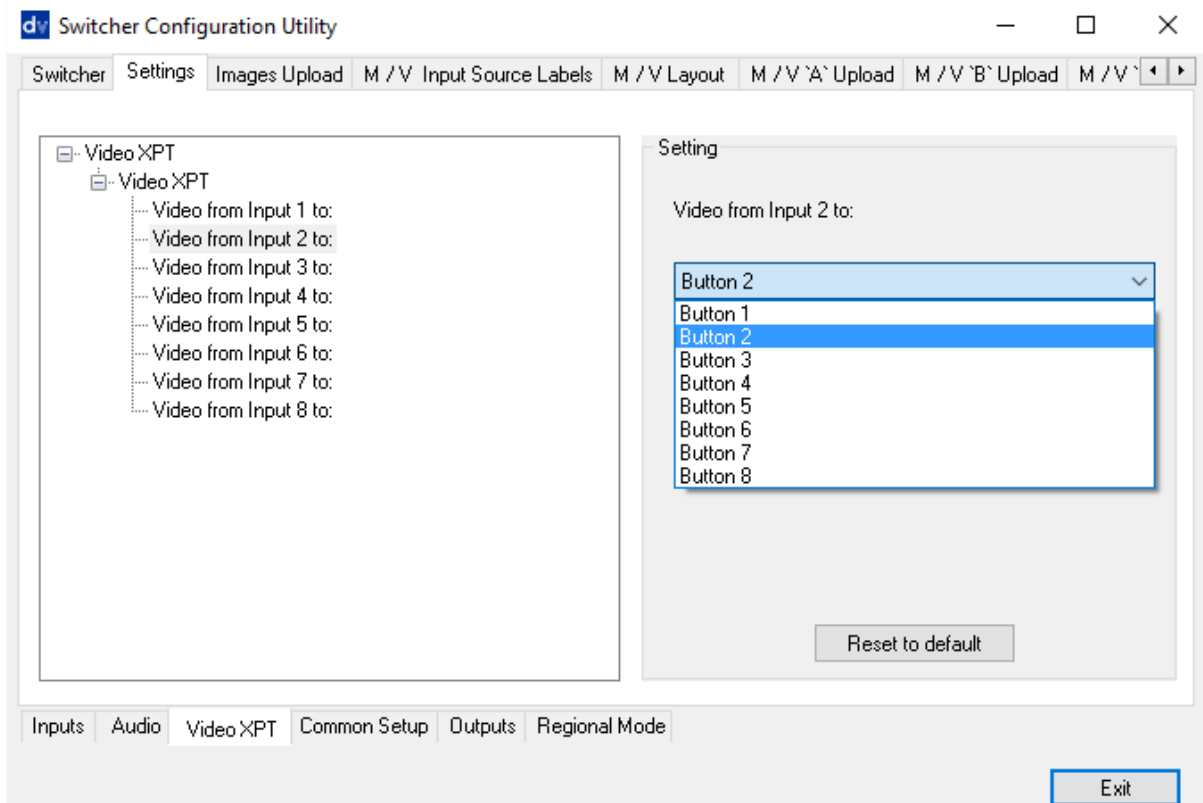 dv Switcher Configuration Utility
Switcher Settings Images Upload M / V Input Source Labels M / V Layout M / V `A` Upload M / V `B` Upload M / V `
Video XPT
Video XPT
Video from Input 1 to:
Video from Input 2 to:
Video from Input 3 to:
Video from Input 4 to:
Video from Input 5 to:
Video from Input 6 to:
Video from Input 7 to:
Video from Input 8 to:
Setting
Video from Input 2 to:
Button 2
Button 1
Button 2
Button 3
Button 4
Button 5
Button 6
Button 7
Button 8
Reset to default
Inputs Audio Video XPT Common Setup Outputs Regional Mode
Exit